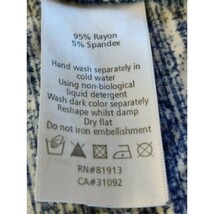 95% Rayon
5% Spandex
Hand wash separately in
cold water
Using non-biological
liquid detergent
Wash dark color separately
Reshape whilst damp
Dry flat
Do not iron embellishment
RN#81913
CA#31092